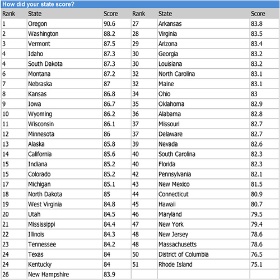 How did your state score?
Rank State Score Rank State Score
1 Oregon 90.6 27 Arkansas 83.8
2 Washington 88.2 28 Virginia 83.5
3 Vermont 87.5 29 Arizona 83.4
4 Idaho 87.3 30 Georgia 83.2
4 South Dakota 87.3 30 Louisiana 83.2
6 Montana 87.2 32 North Carolina 83.1
7 Nebraska 87 32 Maine 83.1
8 Kansas 86.8 34 Ohio 83
9 Iowa 86.7 35 Oklahoma 82.9
10 Wyoming 86.2 36 Alabama 82.8
11 Wisconsin 86.1 37 Missouri 82.7
12 Minnesota 86 37 Delaware 82.7
13 Alaska 85.8 39 Nevada 82.6
14 California 85.6 40 South Carolina 82.3
15 Indiana 85.2 40 Florida 82.3
15 Colorado 85.2 42 Pennsylvania 82.1
17 Michigan 85.1 43 New Mexico 81.5
18 North Dakota 85 44 Connecticut 80.9
19 West Virginia 84.8 45 Hawaii 80.7
20 Utah 84.5 46 Maryland 79.5
21 Mississippi 84.4 47 New York 79.4
22 Illinois 84.3 48 New Jersey 78.6
23 Tennessee 84.2 48 Massachusetts 78.6
24 Texas 84 50 District of Columbia 76.5
24 Kentucky 84 51 Rhode Island 75.1
26 New Hampshire 83.9